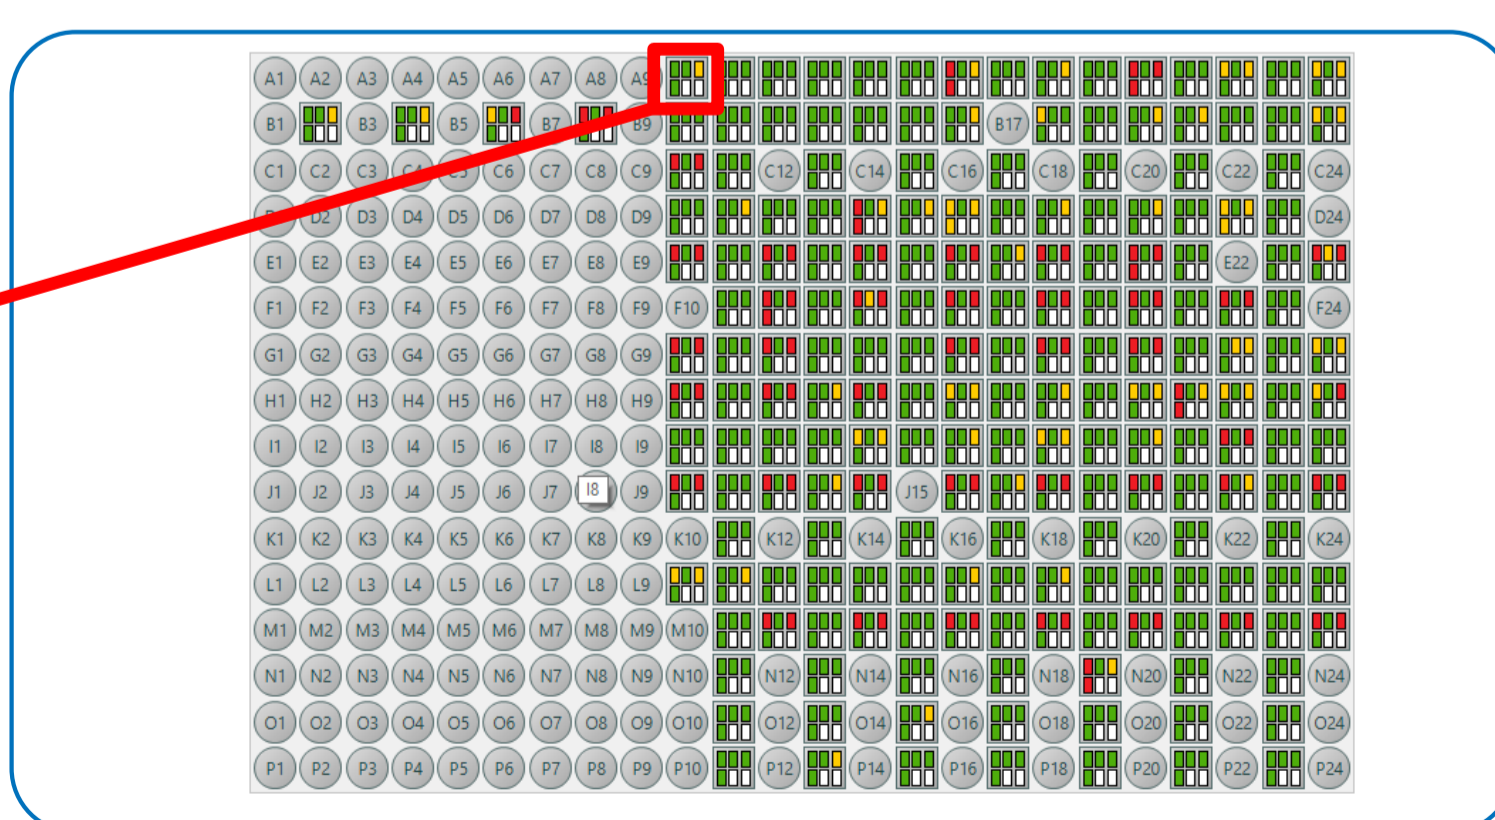 A1 A2 A3 A4 A5 A6 A7 A8 A9
B1 B3 B5 B7 B9 B17
C1 C2 C3 C4 C5 C6 C7 C8 C9 C12 C14 C16 C18 C20 C22 C24
D2 D3 D4 D5 D6 D7 D8 D9 D24
E1 E2 E3 E4 E5 E6 E7 E8 E9 E22
F1 F2 F3 F4 F5 F6 F7 F8 F9 F10 F24
G1 G2 G3 G4 G5 G6 G7 G8 G9
H1 H2 H3 H4 H5 H6 H7 H8 H9
I1 I2 I3 I4 I5 I6 I7 I8 I9
J1 J2 J3 J4 J5 J6 J7 I8 J9 J15
K1 K2 K3 K4 K5 K6 K7 K8 K9 K10 K12 K14 K16 K18 K20 K22 K24
L1 L2 L3 L4 L5 L6 L7 L8 L9
M1 M2 M3 M4 M5 M6 M7 M8 M9 M10
N1 N2 N3 N4 N5 N6 N7 N8 N9 N10 N12 N14 N16 N18 N20 N22 N24
O1 O2 O3 O4 O5 O6 O7 O8 O9 O10 O12 O14 O16 O18 O20 O22 O24
P1 P2 P3 P4 P5 P6 P7 P8 P9 P10 P12 P14 P16 P18 P20 P22 P24